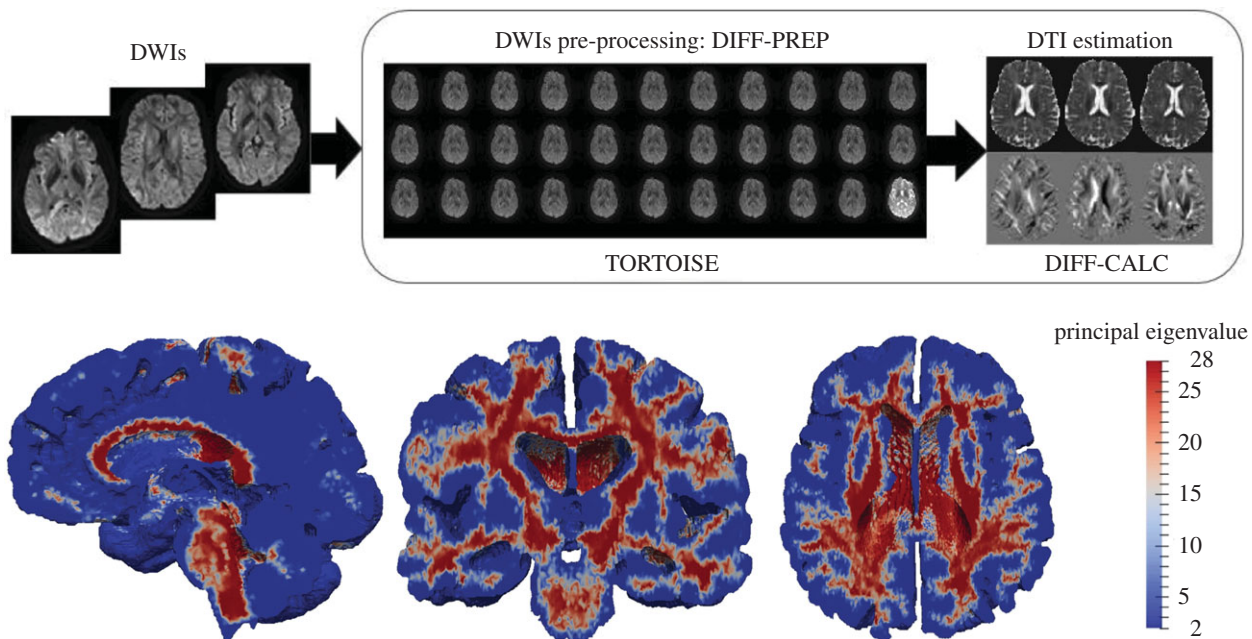 DWIs
DWIs pre-processing: DIFF-PREP
DTI estimation
TORTOISE
DIFF-CALC
principal eigenvalue
28
25
20
15
10
5
2